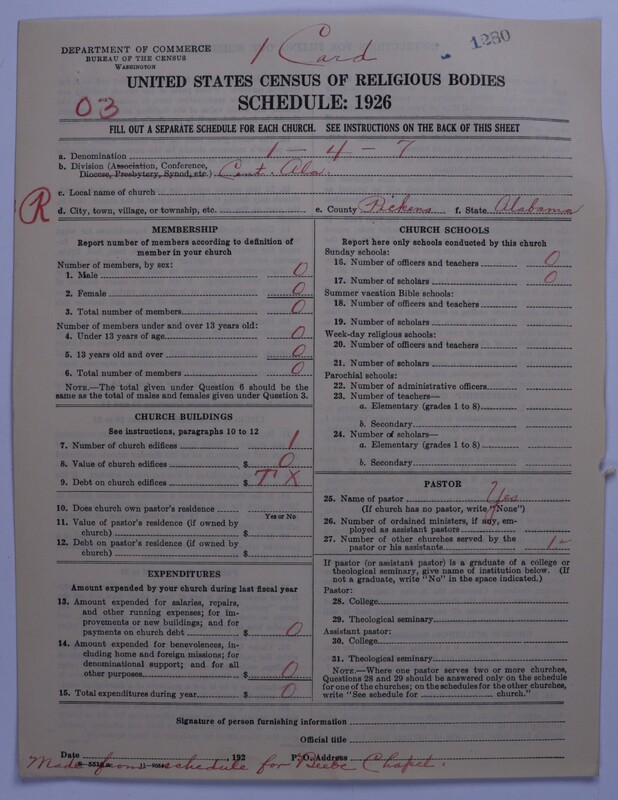 DEPARTMENT OF COMMERCE
BUREAU OF THE CENSUS
WASHINGTON
1 Card
1280
UNITED STATES CENSUS OF RELIGIOUS BODIES
03
SCHEDULE: 1926
FILL OUT A SEPARATE SCHEDULE FOR EACH CHURCH. SEE INSTRUCTIONS ON THE BACK OF THIS SHEET
a. Denomination 1-4-7
b. Division (Association, Conference,
Diocese, Presbytery, Synod, etc.) Cent. Ala.
c. Local name of church
R
d. City, town, village, or township, etc. e. County Pickens f. State Alabama
MEMBERSHIP
Report number of members according to definition of
member in your church
Number of members, by sex:
1. Male 0
2. Female 0
3. Total number of members 0
Number of members under and over 13 years old:
4. Under 13 years of age 0
5. 13 years old and over 0
6. Total number of members 0
NOTE.—The total given under Question 6 should be the
same as the total of males and females given under Question 3.
CHURCH BUILDINGS
See instructions, paragraphs 10 to 12
7. Number of church edifices 1
8. Value of church edifices $ 0
9. Debt on church edifices $ TX
10. Does church own pastor's residence
Yes or No
11. Value of pastor's residence (if owned by
church) $
12. Debt on pastor's residence (if owned by
church) $
EXPENDITURES
Amount expended by your church during last fiscal year
13. Amount expended for salaries, repairs,
and other running expenses; for im-
provements or new buildings; and for
payments on church debt $ 0
14. Amount expended for benevolences, in-
cluding home and foreign missions; for
denominational support; and for all
other purposes $ 0
15. Total expenditures during year $ 0
CHURCH SCHOOLS
Report here only schools conducted by this church
Sunday schools:
16. Number of officers and teachers 0
17. Number of scholars 0
Summer vacation Bible schools:
18. Number of officers and teachers
19. Number of scholars
Week-day religious schools:
20. Number of officers and teachers
21. Number of scholars
Parochial schools:
22. Number of administrative officers
23. Number of teachers—
a. Elementary (grades 1 to 8)
b. Secondary
24. Number of scholars—
a. Elementary (grades 1 to 8)
b. Secondary
PASTOR
25. Name of pastor Yes
(If church has no pastor, write "None")
26. Number of ordained ministers, if any, em-
ployed as assistant pastors
27. Number of other churches served by the
pastor or his assistants 1-
If pastor (or assistant pastor) is a graduate of a college or
theological seminary, give name of institution below. (If
not a graduate, write "No" in the space indicated.)
Pastor:
28. College
29. Theological seminary
Assistant pastor:
30. College
31. Theological seminary
NOTE.—Where one pastor serves two or more churches,
Questions 28 and 29 should be answered only on the schedule
for one of the churches; on the schedules for the other churches,
write "See schedule for church."
Signature of person furnishing information
Official title
Date , 192 P. O. Address
Made from schedule for Beebe Chapel.